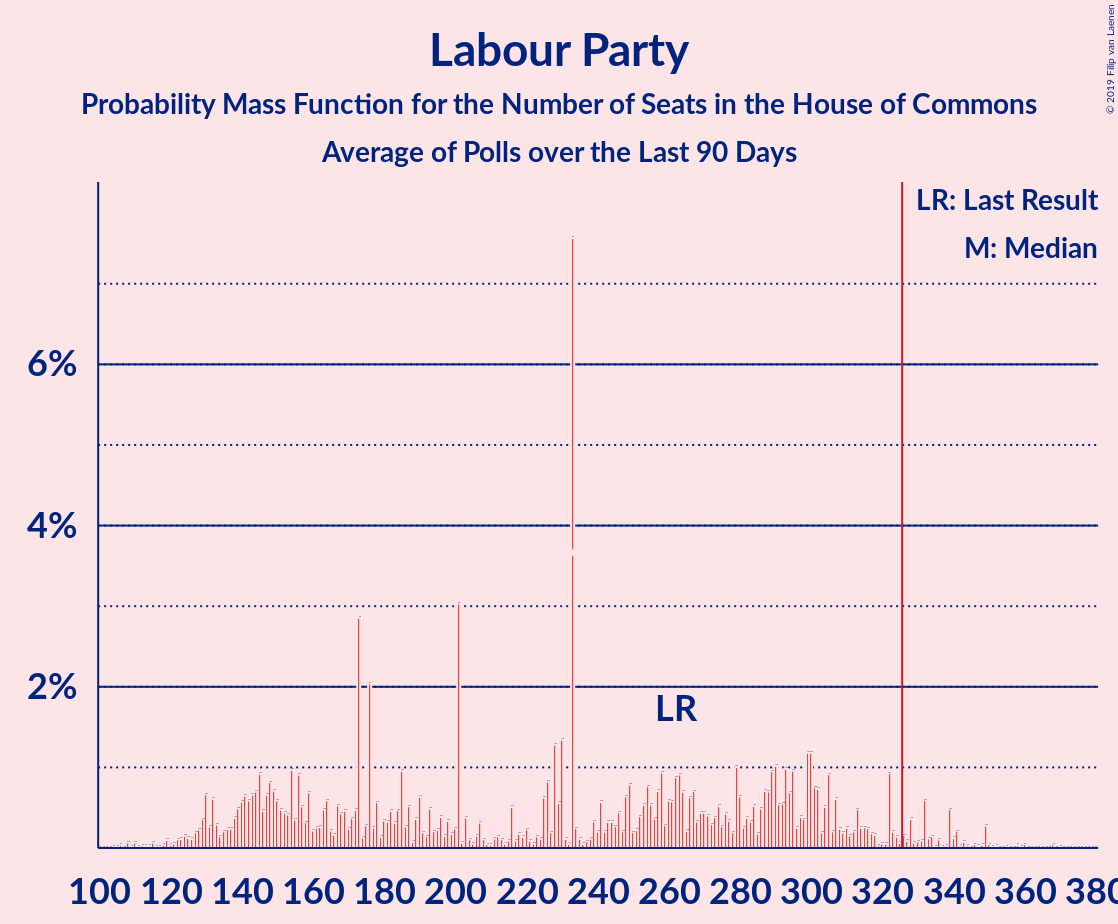 Labour Party
Probability Mass Function for the Number of Seats in the House of Commons
Average of Polls over the Last 90 Days
© 2019 Filip van Laenen
LR: Last Result
M: Median
6%
4%
2%
LR
100 120 140 160 180 200 220 240 260 280 300 320 340 360 380